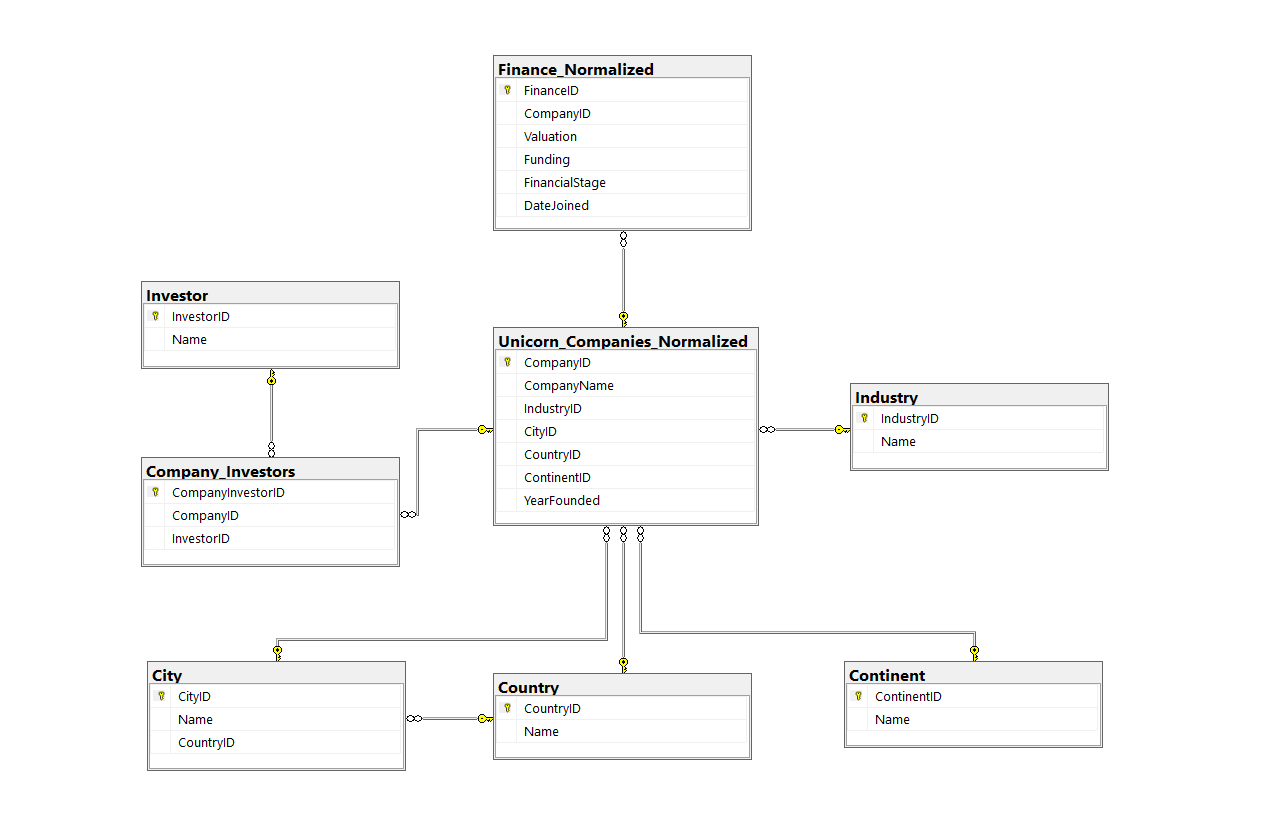 Finance_Normalized
FinanceID
CompanyID
Valuation
Funding
FinancialStage
DateJoined
Investor
InvestorID
Name
Unicorn_Companies_Normalized
CompanyID
CompanyName
IndustryID
CityID
CountryID
ContinentID
YearFounded
Industry
IndustryID
Name
Company_Investors
CompanyInvestorID
CompanyID
InvestorID
City
CityID
Name
CountryID
Country
CountryID
Name
Continent
ContinentID
Name